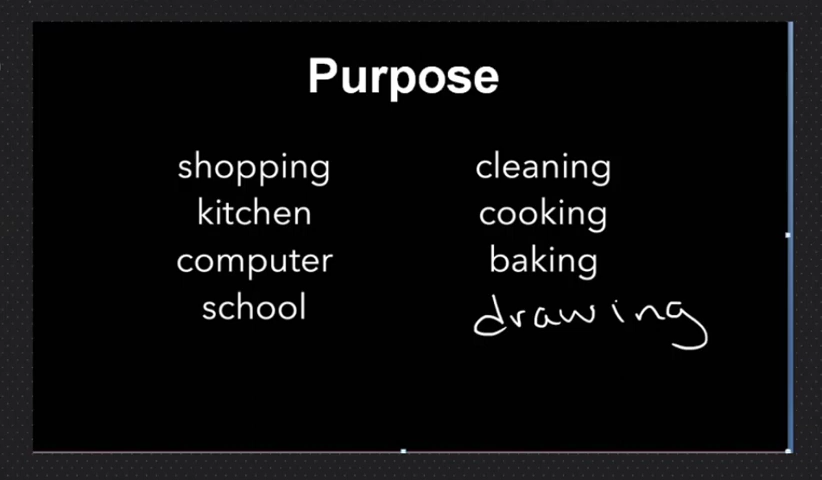 Purpose
shopping
kitchen
computer
school
cleaning
cooking
baking
drawing